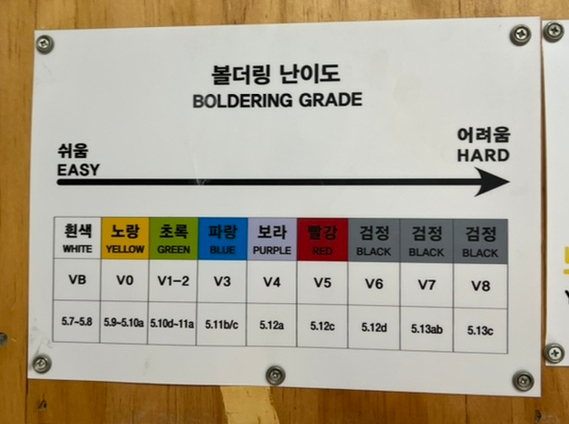 볼더링 난이도
BOLDERING GRADE
쉬움
EASY
어려움
HARD
흰색 노랑 초록 파랑 보라 빨강 검정 검정 검정
WHITE YELLOW GREEN BLUE PURPLE RED BLACK BLACK BLACK
VB V0 V1-2 V3 V4 V5 V6 V7 V8
5.7~5.8 5.9~5.10a 5.10d~11a 5.11b/c 5.12a 5.12c 5.12d 5.13ab 5.13c